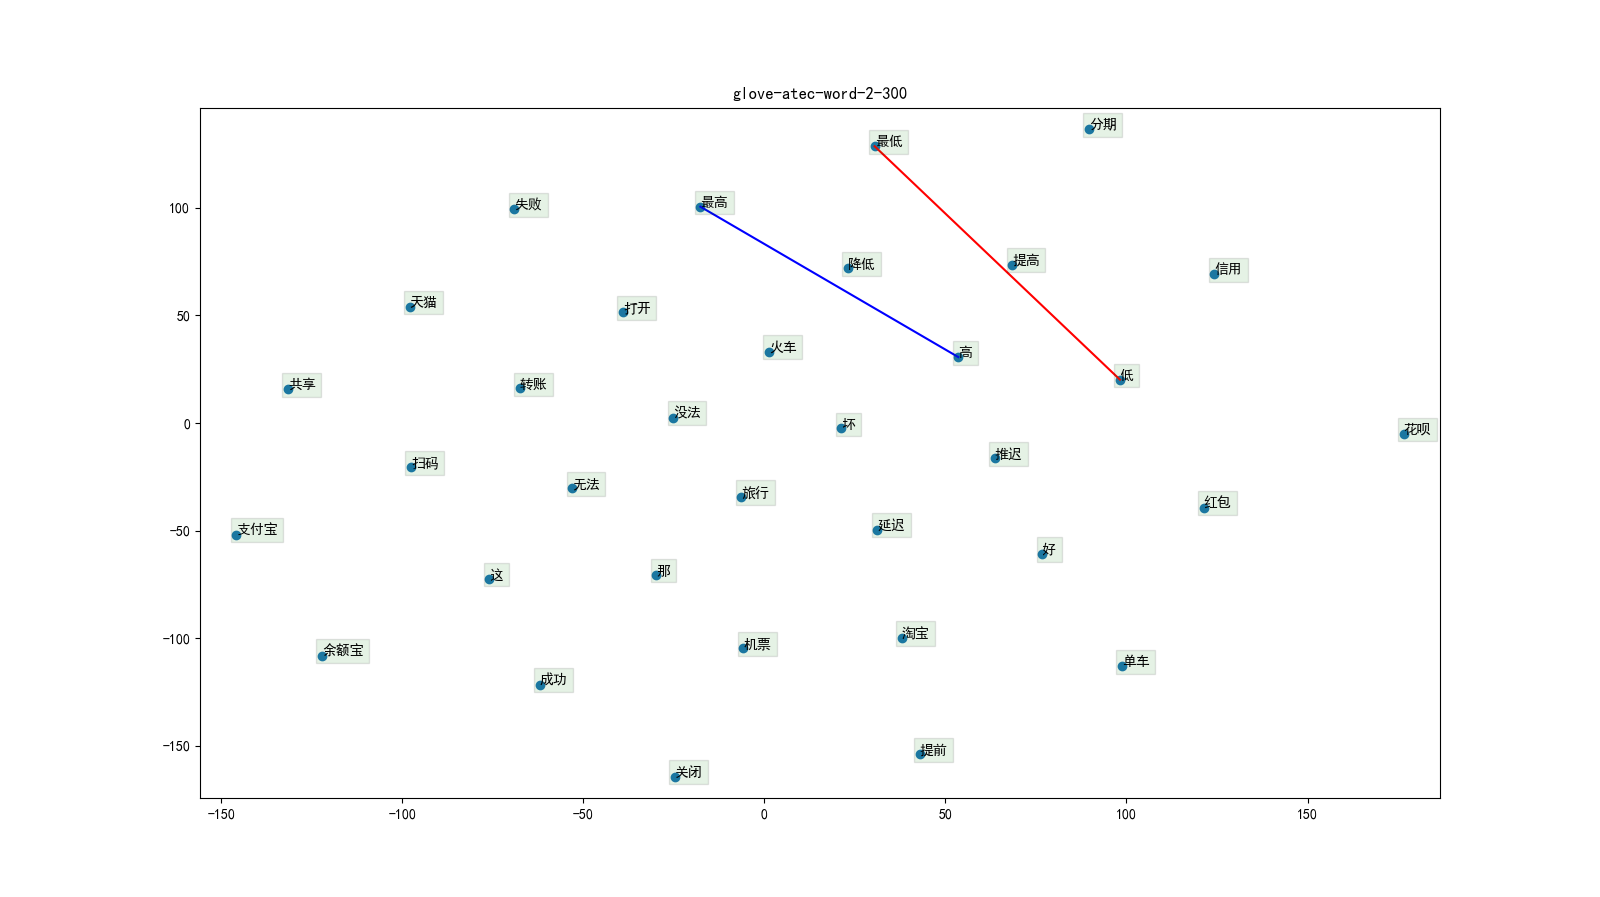 glove-atec-word-2-300
分期
最低
最高
失败
提高
降低
信用
天猫
打开
火车
高
低
共享
转账
没法
坏
花呗
推迟
扫码
无法
旅行
红包
延迟
支付宝
好
那
这
淘宝
机票
余额宝
单车
成功
提前
关闭
100
50
0
-50
-100
-150
-150
-100
-50
0
50
100
150